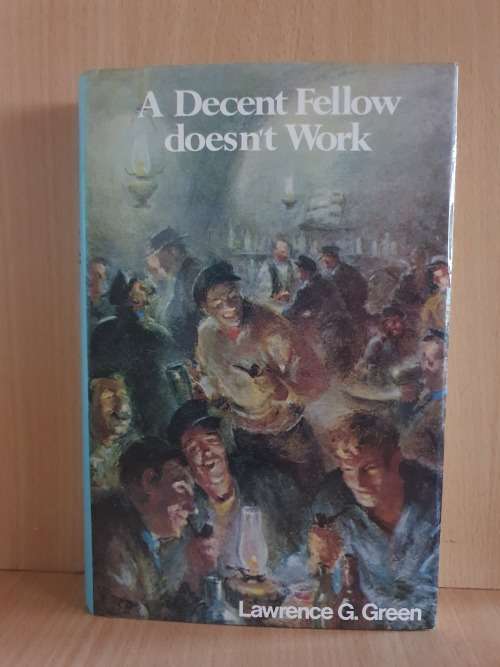 A Decent Fellow
doesn't Work
Lawrence G. Green